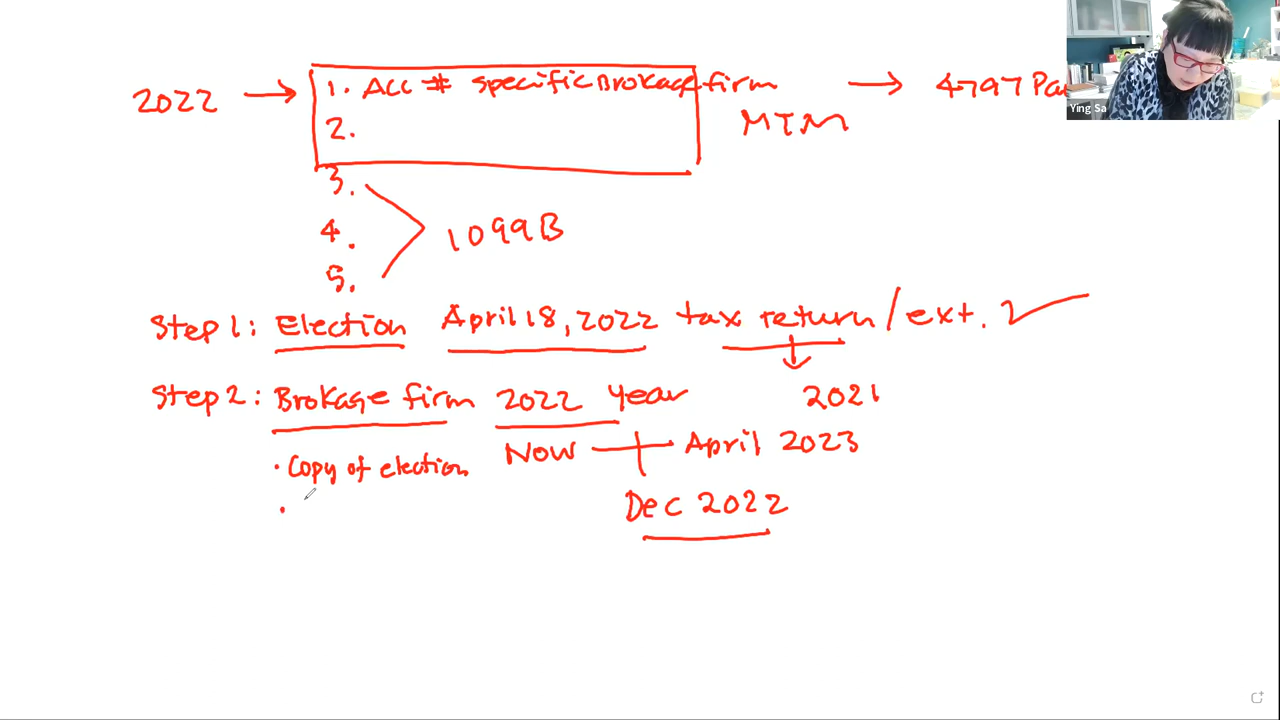 2022 → 1. Acc # specific Brokage firm → 4797 Pa
2. MTM
3.
4. 1099B
5.
Step 1: Election April 18, 2022 tax return / ext. ✓
Step 2: Brokage firm 2022 year 2021
Now — April 2023
• Copy of election
• Dec 2022
Ying Sa